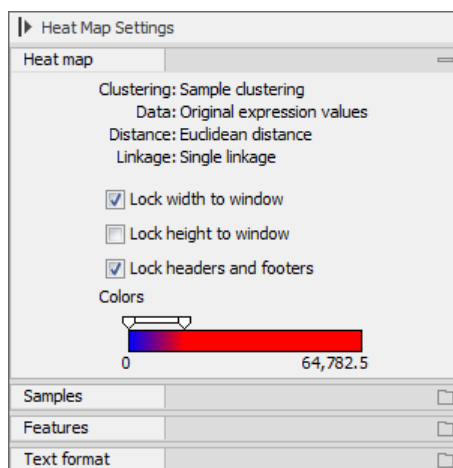 Heat Map Settings
Heat map
Clustering: Sample clustering
Data: Original expression values
Distance: Euclidean distance
Linkage: Single linkage
Lock width to window
Lock height to window
Lock headers and footers
Colors
0 64,782.5
Samples
Features
Text format